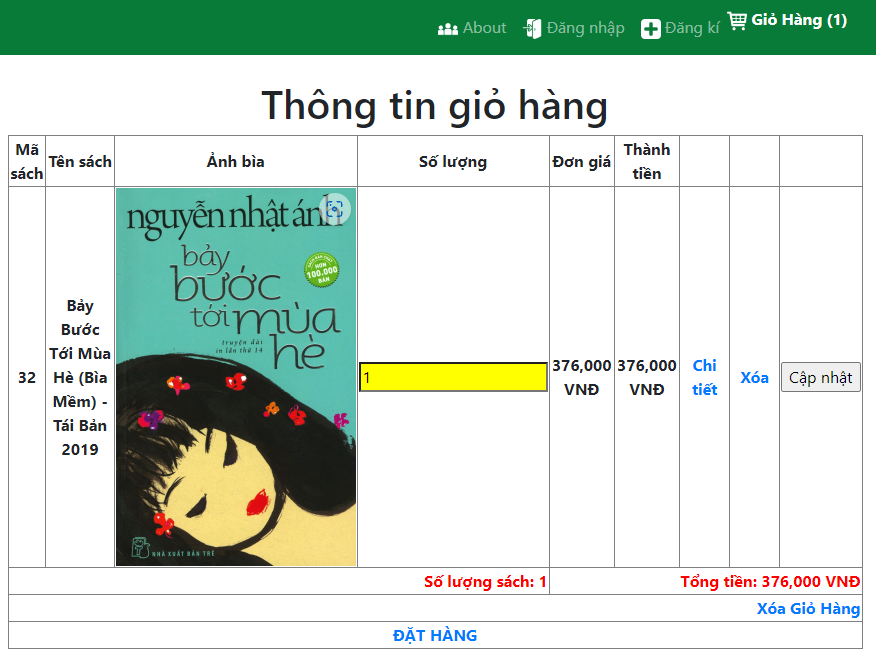 About Đăng nhập Đăng kí Giỏ Hàng (1)
Thông tin giỏ hàng
Mã sách Tên sách Ảnh bìa Số lượng Đơn giá Thành tiền
32
Bảy
Bước
Tới Mùa
Hè (Bìa
Mềm) -
Tái Bản
2019
nguyễn nhật ánh
bảy
bước
tới mùa
hè
truyện dài
in lần thứ 14
HƠN
100.000
BẢN
NHÀ XUẤT BẢN TRẺ
1
376,000
VNĐ
376,000
VNĐ
Chi
tiết
Xóa
Cập nhật
Số lượng sách: 1 Tổng tiền: 376,000 VNĐ
Xóa Giỏ Hàng
ĐẶT HÀNG